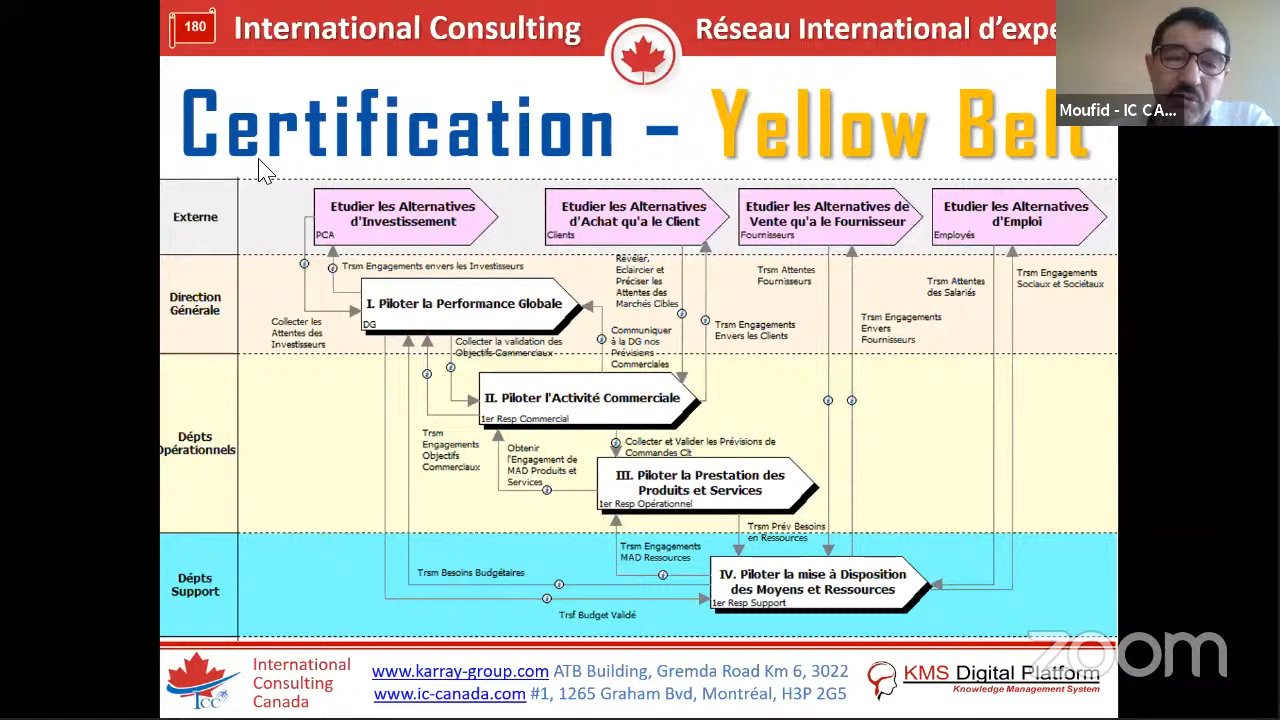 180
International Consulting
Réseau International d'expe
Moufid - IC C A...
Certification – Yellow Belt
Externe
Etudier les Alternatives
d'Investissement
PCA
Etudier les Alternatives
d'Achat qu'a le Client
Clients
Etudier les Alternatives de
Vente qu'a le Fournisseur
Fournisseurs
Etudier les Alternatives
d'Emploi
Employés
Direction
Générale
Trsm Engagements envers les Investisseurs
I. Piloter la Performance Globale
DG
Collecter les
Attentes des
Investisseurs
Collecter la validation des
Objectifs Cammerciaux
Révéler,
Eclaircier et
Préciser les
Attentes des
Marchés Cibles
Communiquer
à la DG nos
Prévisions
Commerciales
Trsm Engagements
Envers les Clients
Trsm Attentes
Fournisseurs
Trsm Engagements
Envers
Fournisseurs
Trsm Attentes
des Salariés
Trsm Engagements
Sociaux et Sociétaux
Dépts
Opérationnels
II. Piloter l'Activité Commerciale
1er Resp Commercial
Trsm
Engagements
Objectifs
Commerciaux
Obtenir
l'Engagement de
MAD Produits et
Services
Collecter et Valider les Prévisions de
Commandes Clt
III. Piloter la Prestation des
Produits et Services
1er Resp Opérationnel
Trsm Prév Besoins
en Ressources
Trsm Engagements
MAD Ressources
Dépts
Support
Trsm Besoins Budgétaires
IV. Piloter la mise à Disposition
des Moyens et Ressources
1er Resp Support
Trsf Budget Validé
zoom
International
Consulting
Canada
ICC
www.karray-group.com ATB Building, Gremda Road Km 6, 3022
www.ic-canada.com #1, 1265 Graham Bvd, Montréal, H3P 2G5
KMS Digital Platform
Knowledge Management System